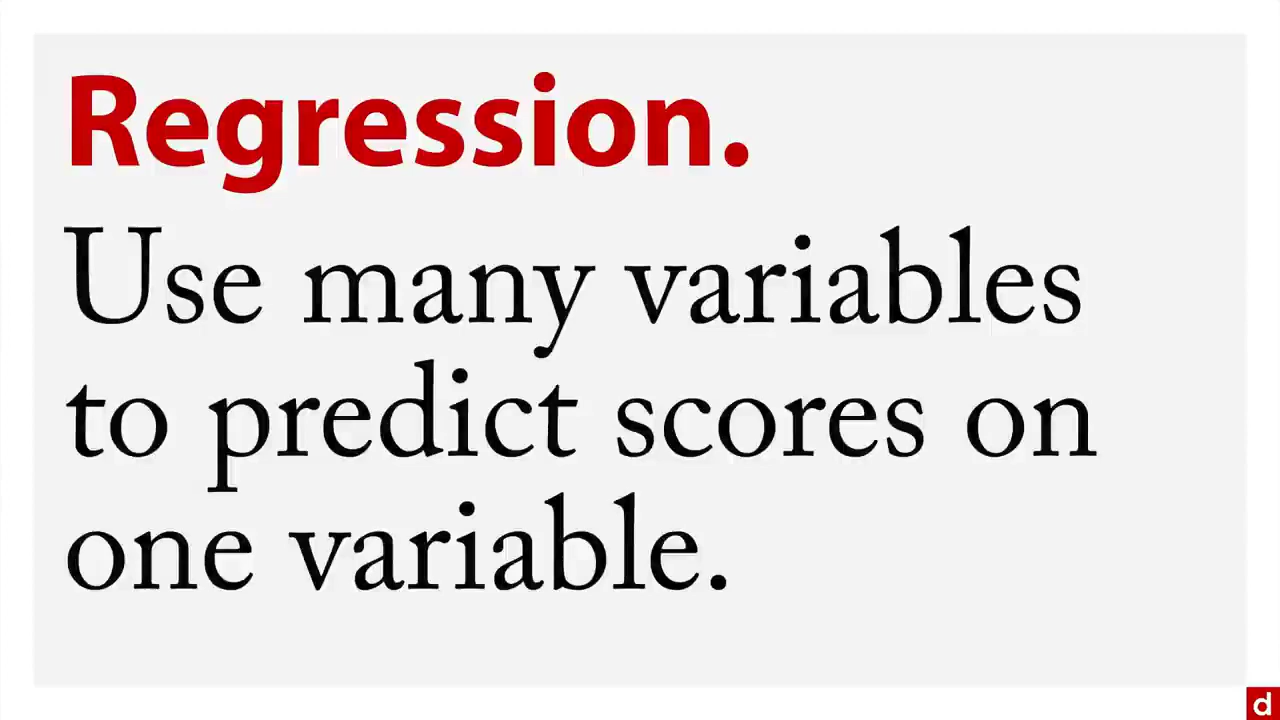 Regression.
Use many variables
to predict scores on
one variable.
d